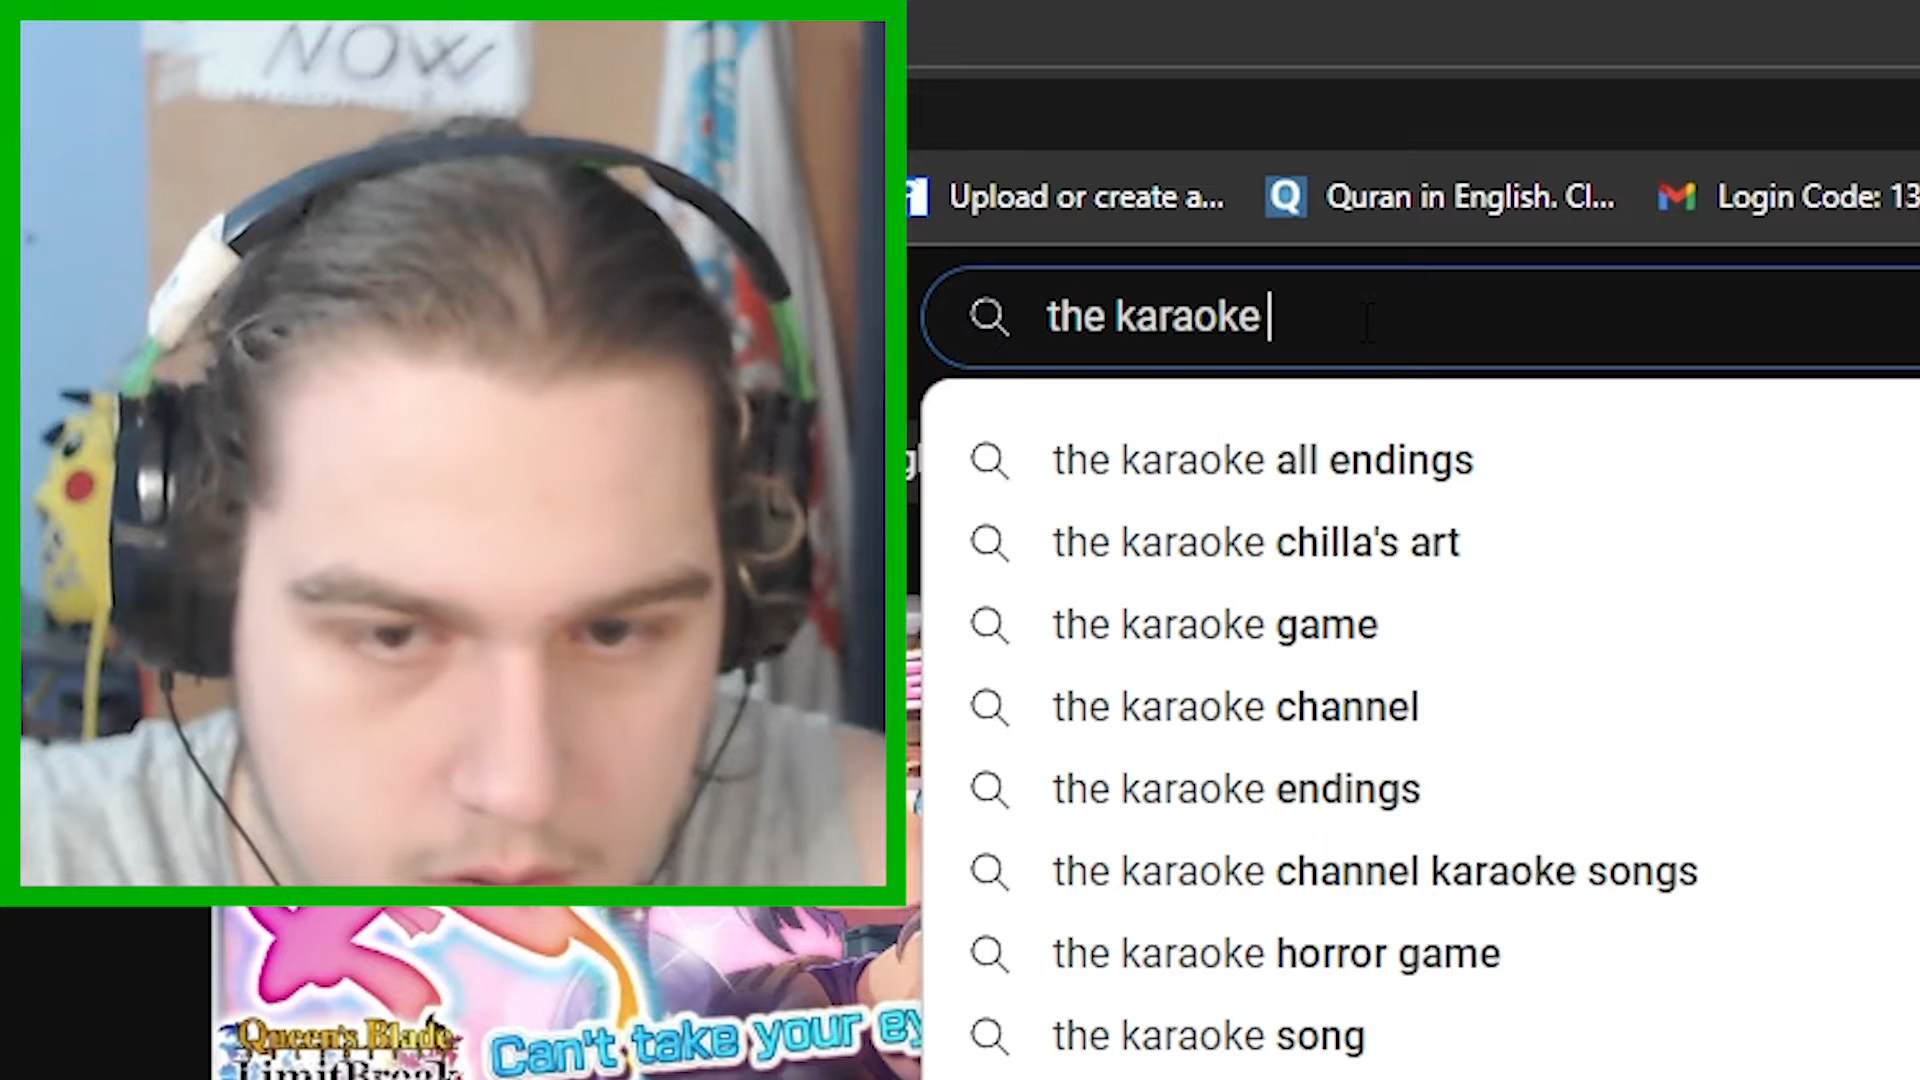 NOW
Upload or create a...
Quran in English. Cl...
Login Code: 13
the karaoke
the karaoke all endings
the karaoke chilla's art
the karaoke game
the karaoke channel
the karaoke endings
the karaoke channel karaoke songs
the karaoke horror game
the karaoke song
Queen's Blade
LimitBreak
Can't take your ey